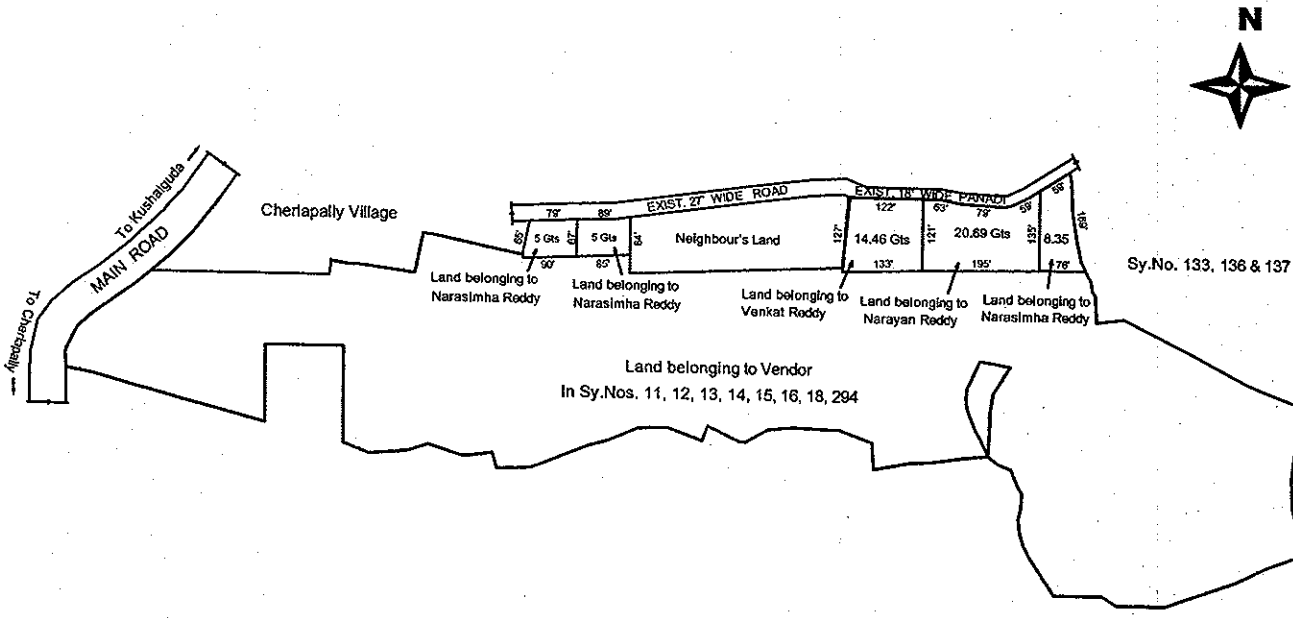 N
To Kushaiguda
MAIN ROAD
To Cherlapally
Cherlapally Village
EXIST. 27' WIDE ROAD
EXIST. 18' WIDE PANADI
79'
89'
122'
63'
79'
59'
59'
65'
5 Gts
67'
5 Gts
64
Neighbour's Land
127'
14.46 Gts
121'
20.69 Gts
135'
8.35
169'
90'
85'
133'
195'
76'
Sy.No. 133, 136 & 137
Land belonging to
Narasimha Reddy
Land belonging to
Narasimha Reddy
Land belonging to
Venkat Reddy
Land belonging to
Narayan Reddy
Land belonging to
Narasimha Reddy
Land belonging to Vendor
In Sy.Nos. 11, 12, 13, 14, 15, 16, 18, 294